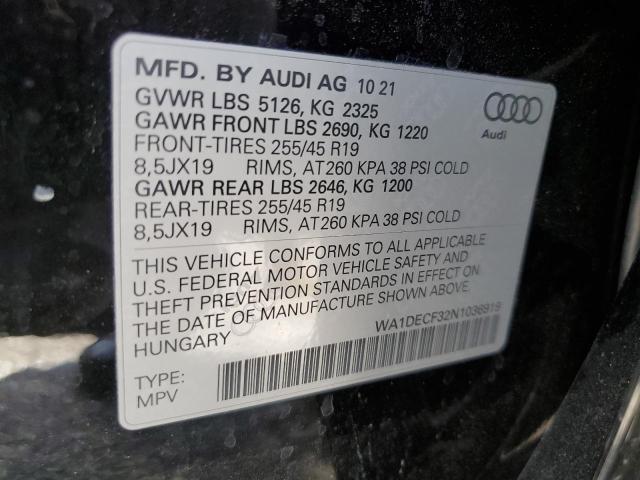 MFD. BY AUDI AG 10 21
GVWR LBS 5126, KG 2325
GAWR FRONT LBS 2690, KG 1220
FRONT-TIRES 255/45 R19
8,5JX19 RIMS, AT260 KPA 38 PSI COLD
GAWR REAR LBS 2646, KG 1200
REAR-TIRES 255/45 R19
8,5JX19 RIMS, AT260 KPA 38 PSI COLD
Audi
THIS VEHICLE CONFORMS TO ALL APPLICABLE
U.S. FEDERAL MOTOR VEHICLE SAFETY AND
THEFT PREVENTION STANDARDS IN EFFECT ON
THE DATE OF MANUFACTURE SHOWN ABOVE.
HUNGARY
WA1DECF32N1036919
TYPE:
MPV